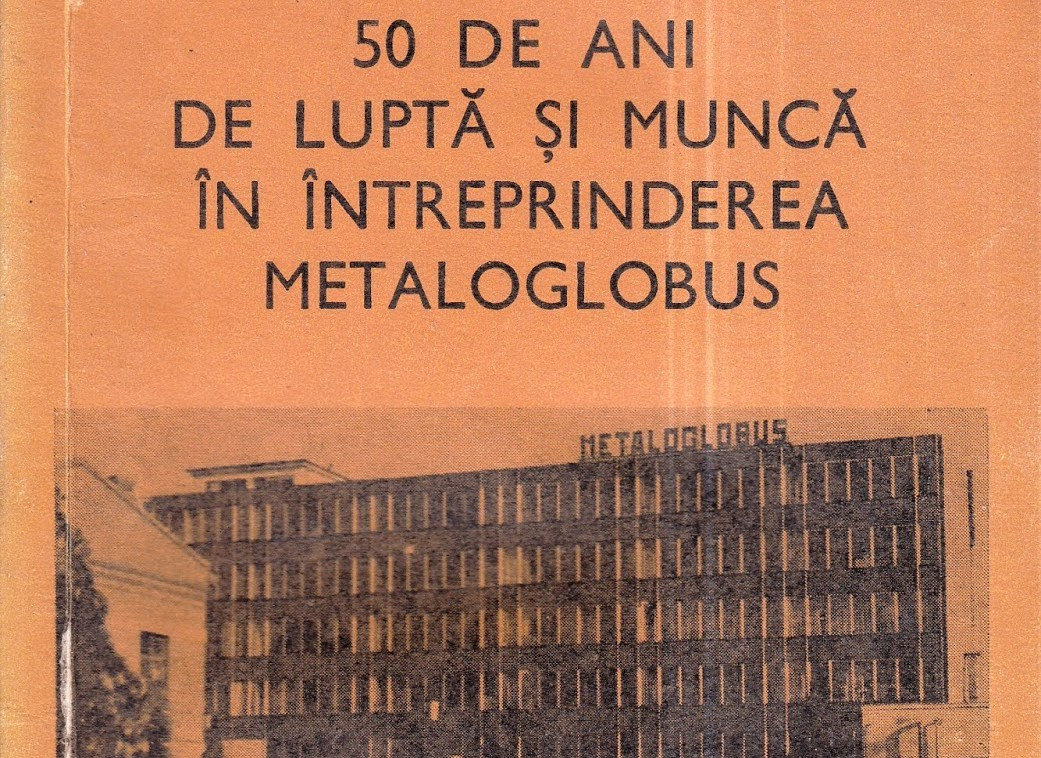 50 DE ANI
DE LUPTĂ ȘI MUNCĂ
ÎN ÎNTREPRINDEREA
METALOGLOBUS
METALOGLOBUS